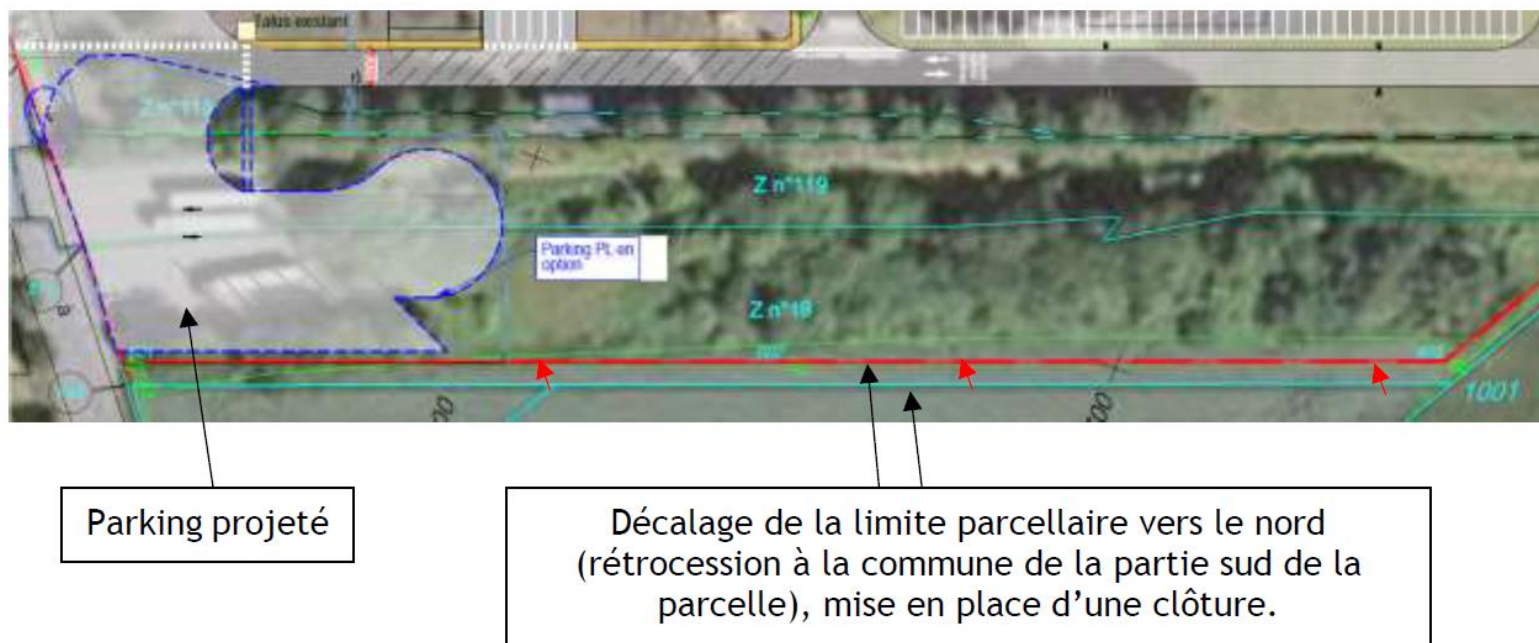 Talus existant
Z n°119
Parking PL en
option
Z n°18
1001
Parking projeté
Décalage de la limite parcellaire vers le nord
(rétrocession à la commune de la partie sud de la
parcelle), mise en place d’une clôture.